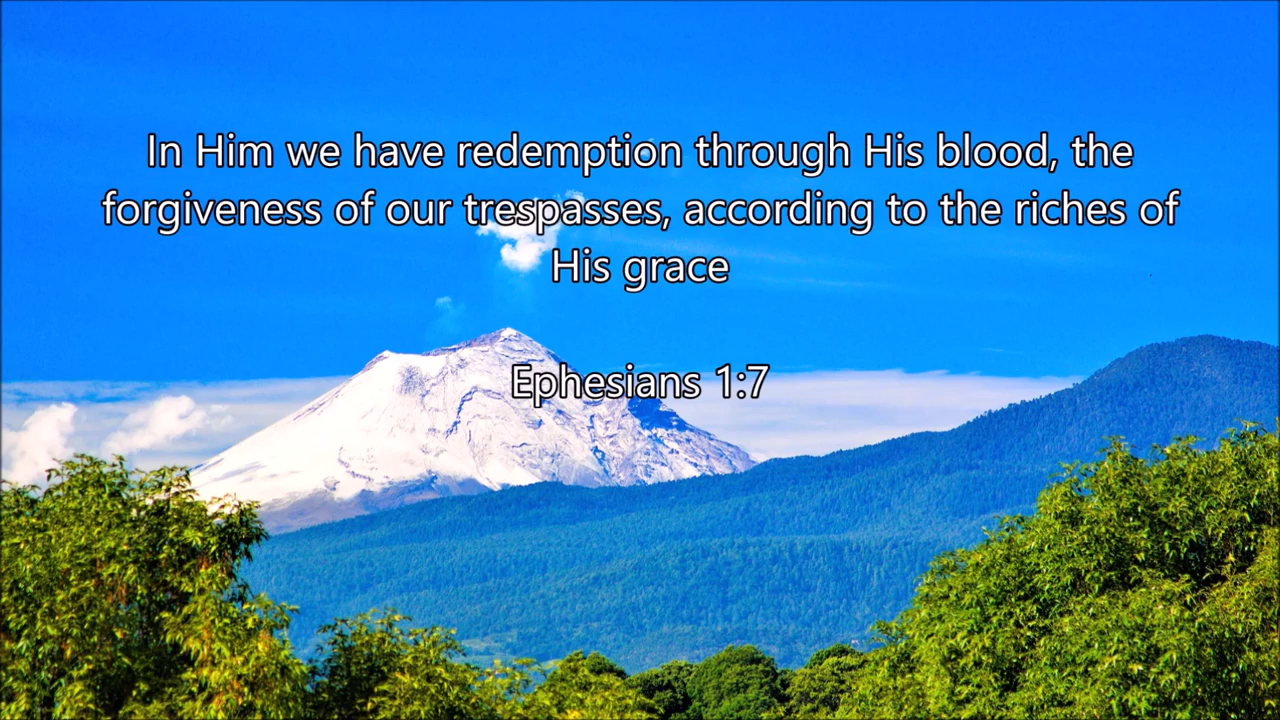 In Him we have redemption through His blood, the
forgiveness of our trespasses, according to the riches of
His grace
Ephesians 1:7